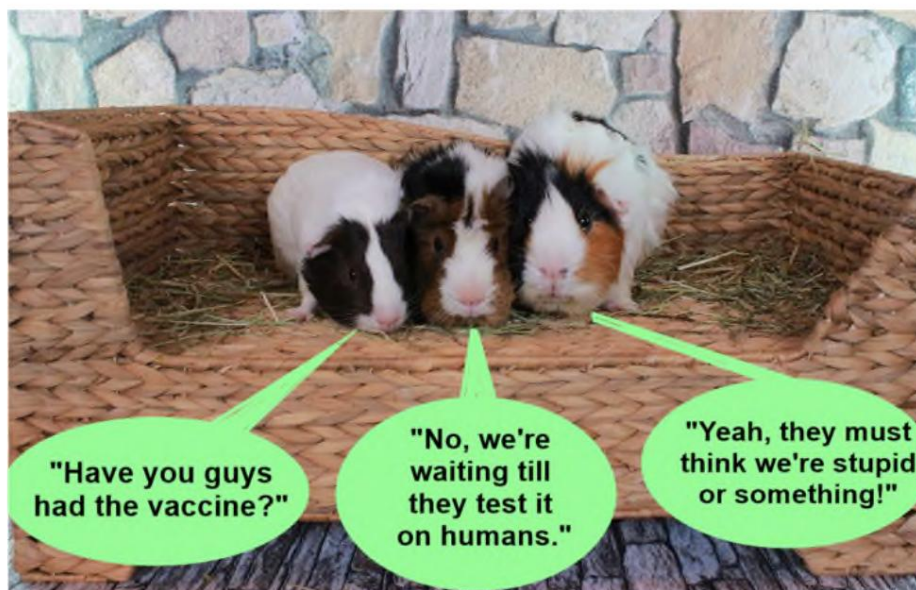 "Have you guys
had the vaccine?"
"No, we're
waiting till
they test it
on humans."
"Yeah, they must
think we're stupid
or something!"